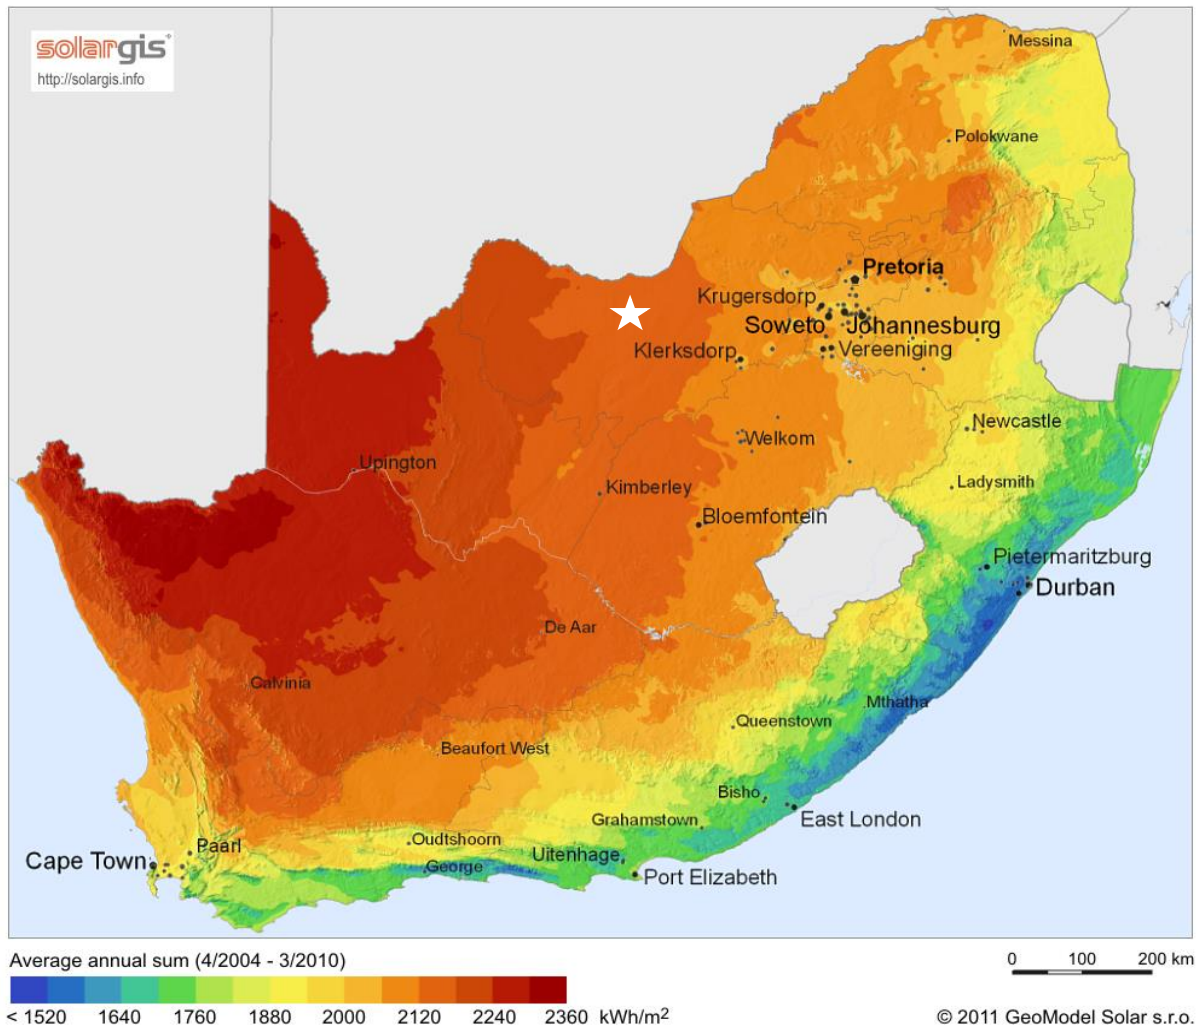 solargis
http://solargis.info
Messina
Polokwane
Pretoria
Krugersdorp
Soweto Johannesburg
Klerksdorp Vereeniging
Newcastle
Welkom
Upington
Ladysmith
Kimberley
Bloemfontein
Pietermaritzburg
Durban
De Aar
Calvinia
Mthatha
Queenstown
Beaufort West
Bisho
Grahamstown East London
Oudtshoorn
Paarl
Uitenhage
Cape Town
George
Port Elizabeth
Average annual sum (4/2004 - 3/2010)
0 100 200 km
< 1520 1640 1760 1880 2000 2120 2240 2360 kWh/m2
© 2011 GeoModel Solar s.r.o.